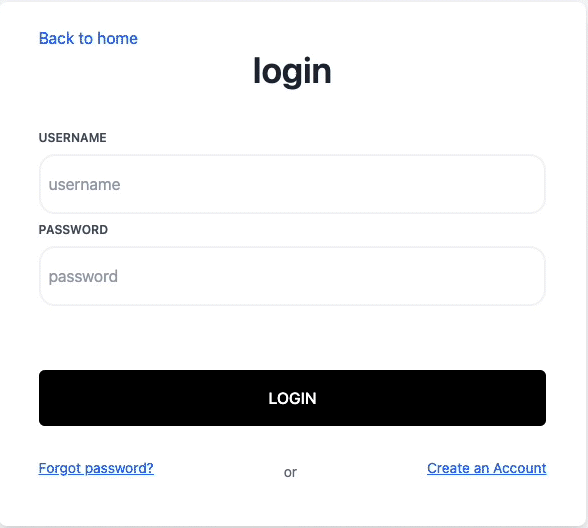 Back to home
login
USERNAME
username
PASSWORD
password
LOGIN
Forgot password? or Create an Account